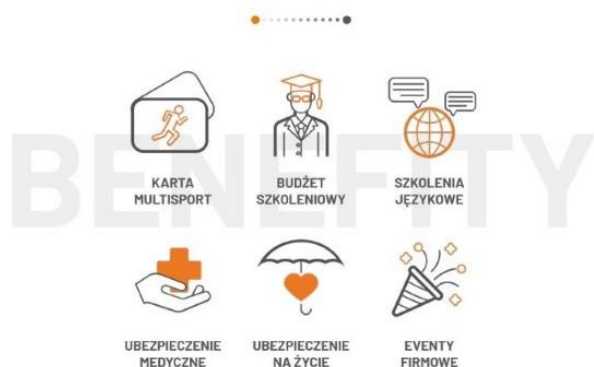 BENEFITY
KARTA
MULTISPORT
BUDŻET
SZKOLENIOWY
SZKOLENIA
JĘZYKOWE
UBEZPIECZENIE
MEDYCZNE
UBEZPIECZENIE
NA ŻYCIE
EVENTY
FIRMOWE